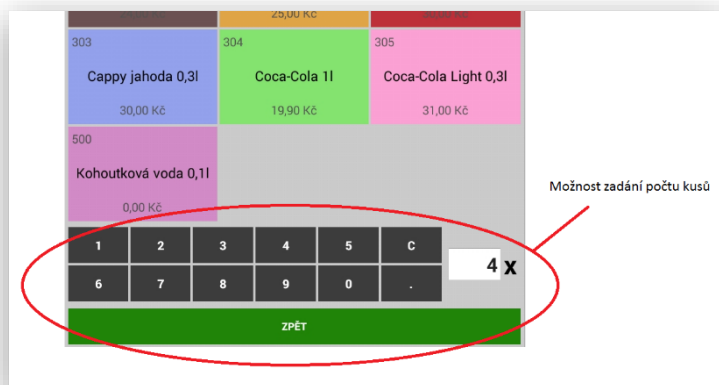 25,00 Kč
303
304
305
Cappy jahoda 0,3l
Coca-Cola 1l
Coca-Cola Light 0,3l
30,00 Kč
19,90 Kč
31,00 Kč
500
Kohoutková voda 0,1l
0,00 Kč
Možnost zadání počtu kusů
1 2 3 4 5 C
4 x
6 7 8 9 0 .
ZPĚT